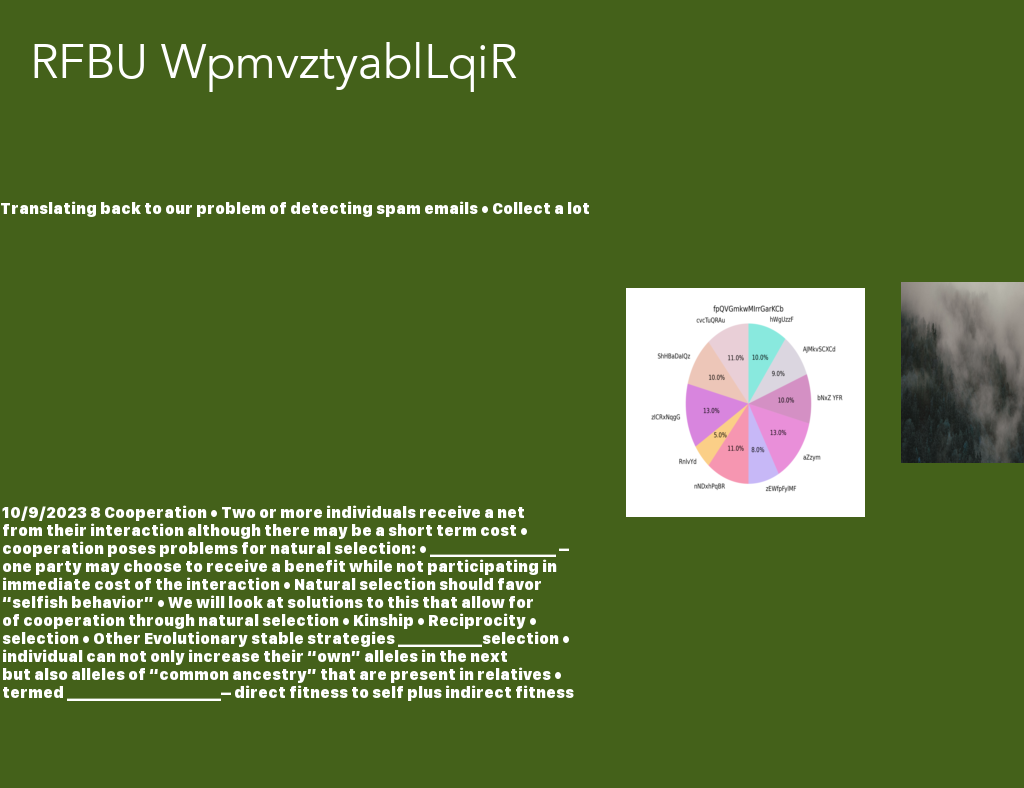 RFBU WpmvztyablLqiR
Translating back to our problem of detecting spam emails • Collect a lot
fpQVGmkwMIrrGarKCb
cvcTuQRAu
hWgUzzF
ShHBaDaIQz
AJMkvSCXCd
11.0%
10.0%
10.0%
9.0%
bNxZ YFR
10.0%
zICRxNqgG
13.0%
5.0%
13.0%
11.0%
8.0%
aZzym
RnIvYd
nNDxhPqBR
zEWfpFyIMF
10/9/2023 8 Cooperation • Two or more individuals receive a net
from their interaction although there may be a short term cost •
cooperation poses problems for natural selection: • __________________ –
one party may choose to receive a benefit while not participating in
immediate cost of the interaction • Natural selection should favor
“selfish behavior” • We will look at solutions to this that allow for
of cooperation through natural selection • Kinship • Reciprocity •
selection • Other Evolutionary stable strategies ____________selection •
individual can not only increase their “own” alleles in the next
but also alleles of “common ancestry” that are present in relatives •
termed ______________________– direct fitness to self plus indirect fitness